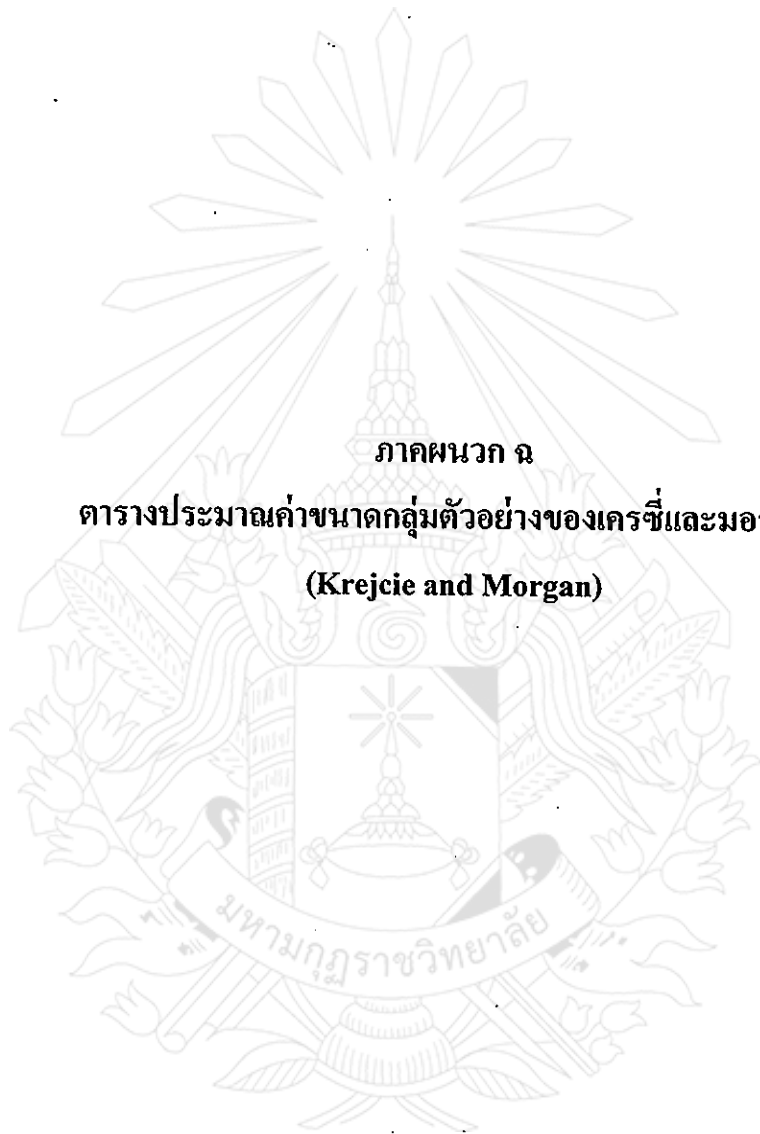 ภาคผนวก ฉ
ตารางประมาณค่าขนาดกลุ่มตัวอย่างของเครซี่และมอ
(Krejcie and Morgan)
มหามกุฏราชวิทยาลัย